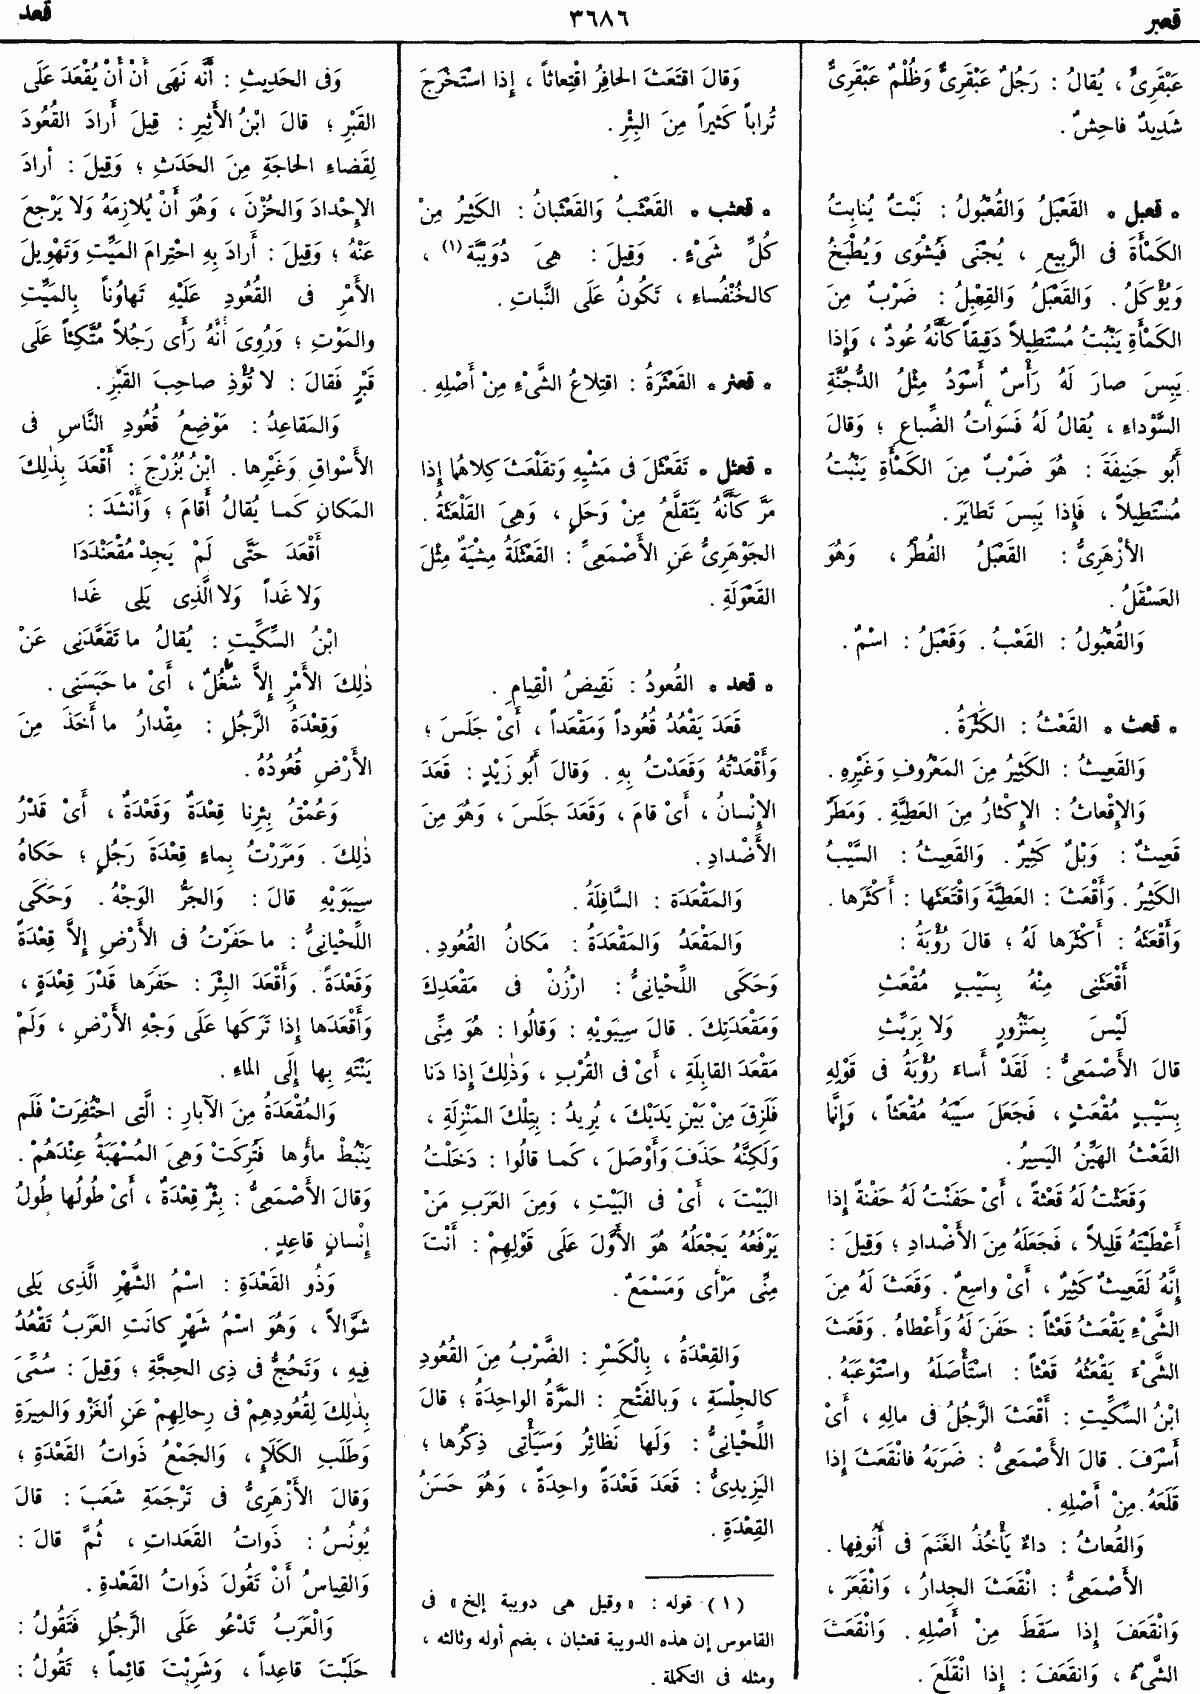 قعبر
٣٦٨٦
قعد
عَبْقَرِىٌّ ، يُقالُ : رَجُلٌ عَبْقَرِىٌّ وَظُلْمٌ عَبْقَرِىٌّ
شَدِيدٌ فاحِشٌ .
• قعبل • القَعْبَلُ وَالقُعْبُولُ : نَبْتٌ يُنابِتُ
الكَمْأَةَ فى الرَّبِيعِ ، يُجْنَى فَيُشْوَى وَيُطْبَخُ
وَيُؤْكَلُ . وَالقَعْبَلُ وَالقِعْبِلُ : ضَرْبٌ مِنَ
الكَمْأَةِ يَنْبُتُ مُسْتَطِيلاً دَقِيقاً كَأَنَّهُ عُودٌ ، وَإِذا
يَبِسَ صارَ لَهُ رَأْسٌ أَسْوَدُ مِثْلُ الدُّجُنَّةِ
السَّوْداءِ ، يُقالُ لَهُ فَسَواتُ الضِّباعِ ؛ وَقالَ
أَبُو حَنِيفَةَ : هُوَ ضَرْبٌ مِنَ الكَمْأَةِ يَنْبُتُ
مُسْتَطِيلاً ، فَإِذا يَبِسَ تَطايَرَ .
الأَزْهَرِىُّ : القَعْبَلُ الفُطْرُ ، وَهُوَ
العَسْقَلُ .
وَالقُعْبُولُ : القَعْبُ . وَقَعْبَلُ : اسْمٌ .
• قعث • القَعْثُ : الكَثْرَةُ .
وَالقَعِيثُ : الكَثِيرُ مِنَ المَعْرُوفِ وَغَيْرِهِ .
وَالإِقْعاثُ : الإِكْثارُ مِنَ العَطِيَّةِ . وَمَطَرٌ
قَعِيثٌ : وَبْلٌ كَثِيرٌ . وَالقَعِيثُ : السَّيْبُ
الكَثِيرُ . وَأَقْعَثَ : العَطِيَّةَ وَاقْتَعَثَها : أَكْثَرَها .
وَأَقْعَثَهُ : أَكْثَرَها لَهُ ؛ قالَ رُؤْبَةُ :
أَقْعَثَنِى مِنْهُ بِسَيْبٍ مُقْعَثِ
لَيْسَ بِمَنْزُورٍ وَلا بِرَيِّثِ
قالَ الأَصْمَعِىُّ : لَقَدْ أَساءَ رُؤْبَةُ فى قَوْلِهِ
بِسَيْبٍ مُقْعَثٍ ، فَجَعَلَ سَيْبَهُ مُقْعَثاً ، وَإِنَّما
القَعْثُ الهَيِّنُ اليَسِيرُ .
وَقَعَثْتُ لَهُ قَعْثَةً ، أَىْ حَفَنْتُ لَهُ حَفْنَةً إِذا
أَعْطَيْتَهُ قَلِيلاً ، فَجَعَلَهُ مِنَ الأَضْدادِ ؛ وَقِيلَ :
إِنَّهُ لَقَعِيثٌ كَثِيرٌ ، أَىْ واسِعٌ . وَقَعَثَ لَهُ مِنَ
الشَّىْءِ يَقْعَثُ قَعْثاً : حَفَنَ لَهُ وَأَعْطاهُ . وَقَعَثَ
الشَّىْءَ يَقْعَثُهُ قَعْثاً : اسْتَأْصَلَهُ واسْتَوْعَبَهُ .
ابْنُ السِّكِّيتِ : أَقْعَثَ الرَّجُلُ فى مالِهِ ، أَىْ
أَسْرَفَ . قالَ الأَصْمَعِىُّ : ضَرَبَهُ فانْقَعَثَ إِذا
قَلَعَهُ مِنْ أَصْلِهِ .
وَالقُعاثُ : داءٌ يَأْخُذُ الغَنَمَ فى أُنُوفِها .
الأَصْمَعِىُّ : انْقَعَثَ الجِدارُ ، وَانْقَعَرَ ،
وَانْقَعَفَ إِذا سَقَطَ مِنْ أَصْلِهِ . وَانْقَعَثَ
الشَّىْءُ ، وَانقَعَفَ : إِذا انْقَلَعَ .
وَقالَ اقتَعَثَ الحافِرُ اقْتِعاثاً ، إِذا اسْتَخْرَجَ
تُراباً كَثِيراً مِنَ البِئْرِ .
• قعثب • القَعْثَبُ وَالقَعْثَبانُ : الكَثِيرُ مِنْ
كُلِّ شَىْءٍ . وَقِيلَ : هِىَ دُوَيْبَّة (١) ،
كالخُنْفُساءِ ، تَكُونُ عَلَى النَّباتِ .
• قعثر • القَعْثَرَةُ : اقتِلاعُ الشَّىْءِ مِنْ أَصْلِهِ .
• قعثل • تَقَعْثَلَ فى مَشْيِهِ وَتَقَلْعَثَ كِلاهُما إِذا
مَرَّ كَأَنَّهُ يَتَقَلَّعُ مِنْ وَحَلٍ ، وَهِىَ القَلْعَثَةُ .
الجَوْهَرِىُّ عَنِ الأَصْمَعِىِّ : القَعْثَلَةُ مِشْيَةٌ مِثْلَ
القَعْوَلَةِ .
• قعد • القُعودُ : نَقِيضُ الْقِيامِ .
قَعَدَ يَقْعُدُ قُعُوداً وَمَقْعَداً ، أَىْ جَلَسَ ؛
وَأَقْعَدْتُهُ وَقَعَدْتُ بِهِ . وَقالَ أَبُو زَيْدٍ : قَعَدَ
الإِنْسانُ ، أَىْ قامَ ، وَقَعَدَ جَلَسَ ، وَهُوَ مِنَ
الأَضْدادِ .
وَالمَقْعَدَة : السَّافِلَةُ .
وَالمَقْعَدُ وَالمَقْعَدَةُ : مَكانُ القُعُودِ .
وَحَكَى اللِّحْيانِىُّ : ارْزُنْ فى مَقْعَدِكَ
وَمَقْعَدَتِكَ . قالَ سِيبَوَيْهِ : وَقالُوا : هُوَ مِنِّى
مَقْعَدَ القابِلَةِ ، أَىْ فى القُرْبِ ، وَذٰلِكَ إِذا دَنا
فَلَزِقَ مِنْ بَيْنِ يَدَيْكَ ، يُرِيدُ : بِتِلْكَ المَنْزِلَةِ ،
وَلَكِنَّهُ حَذَفَ وَأَوْصَلَ ، كَما قالُوا : دَخَلْتُ
البَيْتَ ، أَىْ فى البَيْتِ ، وَمِنَ العَرَبِ مَنْ
يَرْفَعُهُ يَجْعَلُهُ هُوَ الأَوَّلَ عَلَى قَوْلِهِمْ : أَنْتَ
مِنِّى مَرْأًى وَمَسْمَعٌ .
وَالقِعْدَةُ ، بِالْكَسْرِ : الضَّرْبُ مِنَ القُعُودِ
كالجِلْسَةِ ، وَبِالفَتْحِ : المَرَّةُ الواحِدَةُ ؛ قالَ
اللِّحْيانِىُّ : وَلَها نَظائِرُ وَسَيَأْتِى ذِكْرُها ؛
اليَزِيدِىُّ : قَعَدَ قَعْدَةً واحِدَةً ، وَهُوَ حَسَنُ
القِعْدَةِ .
(١) قوله : «وقيل هى دويبة إلخ» فى
القاموس إن هذه الدويبة قعثبان ، بضم أوله وثالثه ،
ومثله فى التكملة .
وَفى الحَدِيثِ : أَنَّه نَهَى أَنْ أَنْ يُقْعَدَ عَلَى
القَبْرِ ؛ قالَ ابْنُ الأَثِيرِ : قِيلَ أَرادَ القُعُودَ
لِقَضاءِ الحاجَةِ مِنَ الحَدَثِ ؛ وَقِيلَ : أرادَ
الإِحْدادَ وَالحُزْنَ ، وَهُوَ أَنْ يُلازِمَهُ وَلا يَرْجِعَ
عَنْهُ ؛ وَقِيلَ : أَرادَ بِهِ احْتِرامَ المَيِّتِ وَتَهْوِيلَ
الأَمْرِ فى القُعُودِ عَلَيْهِ تَهاوُناً بِالمَيِّتِ
والمَوْتِ ؛ وَرُوِىَ أَنَّهُ رَأَى رَجُلاً مُتَّكِئاً عَلَى
قَبْرٍ فَقالَ : لا تُؤْذِ صاحِبَ القَبْرِ .
وَالمَقاعِدُ : مَوْضِعُ قُعُودِ النَّاسِ فى
الأَسْواقِ وَغَيْرِها . ابْنُ بُزُرْجَ : أَقْعَدَ بِذٰلِكَ
المَكانِ كَما يُقالُ أَقامَ ؛ وَأَنْشَدَ :
أَقْعَدَ حَتَّى لَمْ يَجِدْ مُقْعَنْدَدَا
وَلا غَداً وَلا الَّذِى يَلِى غَدا
ابْنُ السِّكِّيتِ : يُقالُ ما تَقَعَّدَنِى عَنْ
ذٰلِكَ الأَمْرِ إِلاَّ شُغُلٌ ، أَىْ ما حَبَسَنِى .
وَقِعْدَةُ الرَّجُلِ : مِقْدارُ ما أَخَذَ مِنَ
الأَرْضِ قُعُودُهُ .
وَعُمْقُ بِئرِنا قِعْدَةٌ وَقَعْدَةٌ ، أَىْ قَدْرُ
ذٰلِكَ . وَمَرَرْتُ بِماءٍ قِعْدَةَ رَجُلٍ ؛ حَكاهُ
سِيبَوَيْهِ قالَ : وَالجَرُّ الوَجْهُ . وَحَكَى
اللِّحْيانِىُّ : ما حَفَرْتُ فى الأَرْضِ إِلاَّ قِعْدَةً
وَقَعْدَةً . وَأَقْعَدَ البِئْرَ : حَفَرَها قَدْرَ قِعْدَةٍ ،
وَأَقْعَدَها إِذا تَرَكَها عَلَى وَجْهِ الأَرْضِ ، وَلَمْ
يَنْتَهِ بِها إِلَى الماءِ .
وَالمُقْعَدَةُ مِنَ الآبارِ : الَّتِى احْتُفِرَتْ فَلَم
يَنْبُطْ ماؤُها فَتُرِكَتْ وَهِىَ المُسْهَبَةُ عِنْدَهُمْ .
وَقالَ الأَصْمَعِىُّ : بِئْرٌ قِعْدَةٌ ، أَىْ طُولُها طُولُ
إِنْسانٍ قاعِدٍ .
وَذُو القَعْدَةِ : اسْمُ الشَّهْرِ الَّذِى يَلِى
شَوَّالاً ، وَهُوَ اسْمُ شَهْرٍ كانَتِ العَرَبُ تَقْعُدُ
فِيهِ ، وَتَحُجُّ فى ذِى الحِجَّةِ ؛ وَقِيلَ : سُمِّىَ
بِذٰلِكَ لِقُعُودِهِمْ فى رِحالِهِمْ عَنِ الْغَزْوِ وَالمِيرَةِ
وَطَلَبِ الكَلَإِ ، وَالجَمْعُ ذَواتُ القَعْدَةِ ؛
وَقالَ الأَزْهَرِىُّ فى تَرْجَمَةِ شَعَبَ : قالَ
يُونُسُ : ذَواتُ القَعَداتِ ، ثُمَّ قالَ :
وَالقِياسُ أَنْ تَقُولَ ذَواتُ القَعْدَةِ .
وَالْعَرَبُ تَدْعُو عَلَى الرَّجُلِ فَتَقُولُ :
حَلَبْتَ قاعِداً ، وَشَرِبْتَ قائِماً ؛ تَقُولُ :